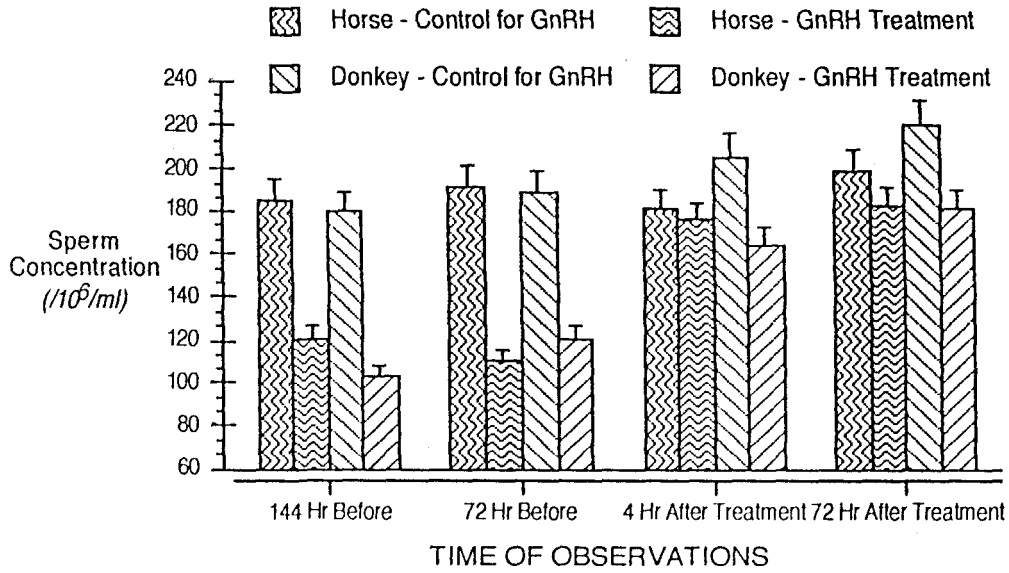 Horse - Control for GnRH
Horse - GnRH Treatment
Donkey - Control for GnRH
Donkey - GnRH Treatment
240
220
200
180
160
140
120
100
80
60
Sperm
Concentration
(/10⁶/ml)
144 Hr Before
72 Hr Before
4 Hr After Treatment
72 Hr After Treatment
TIME OF OBSERVATIONS